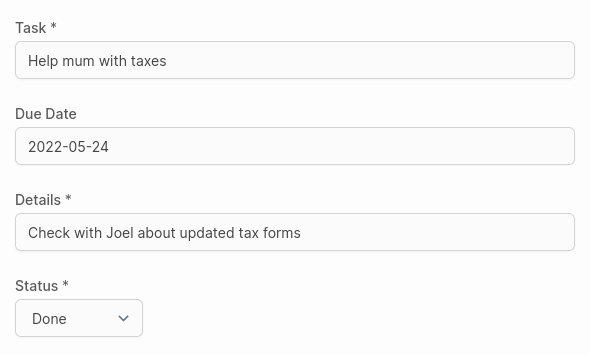 Task *
Help mum with taxes
Due Date
2022-05-24
Details *
Check with Joel about updated tax forms
Status *
Done